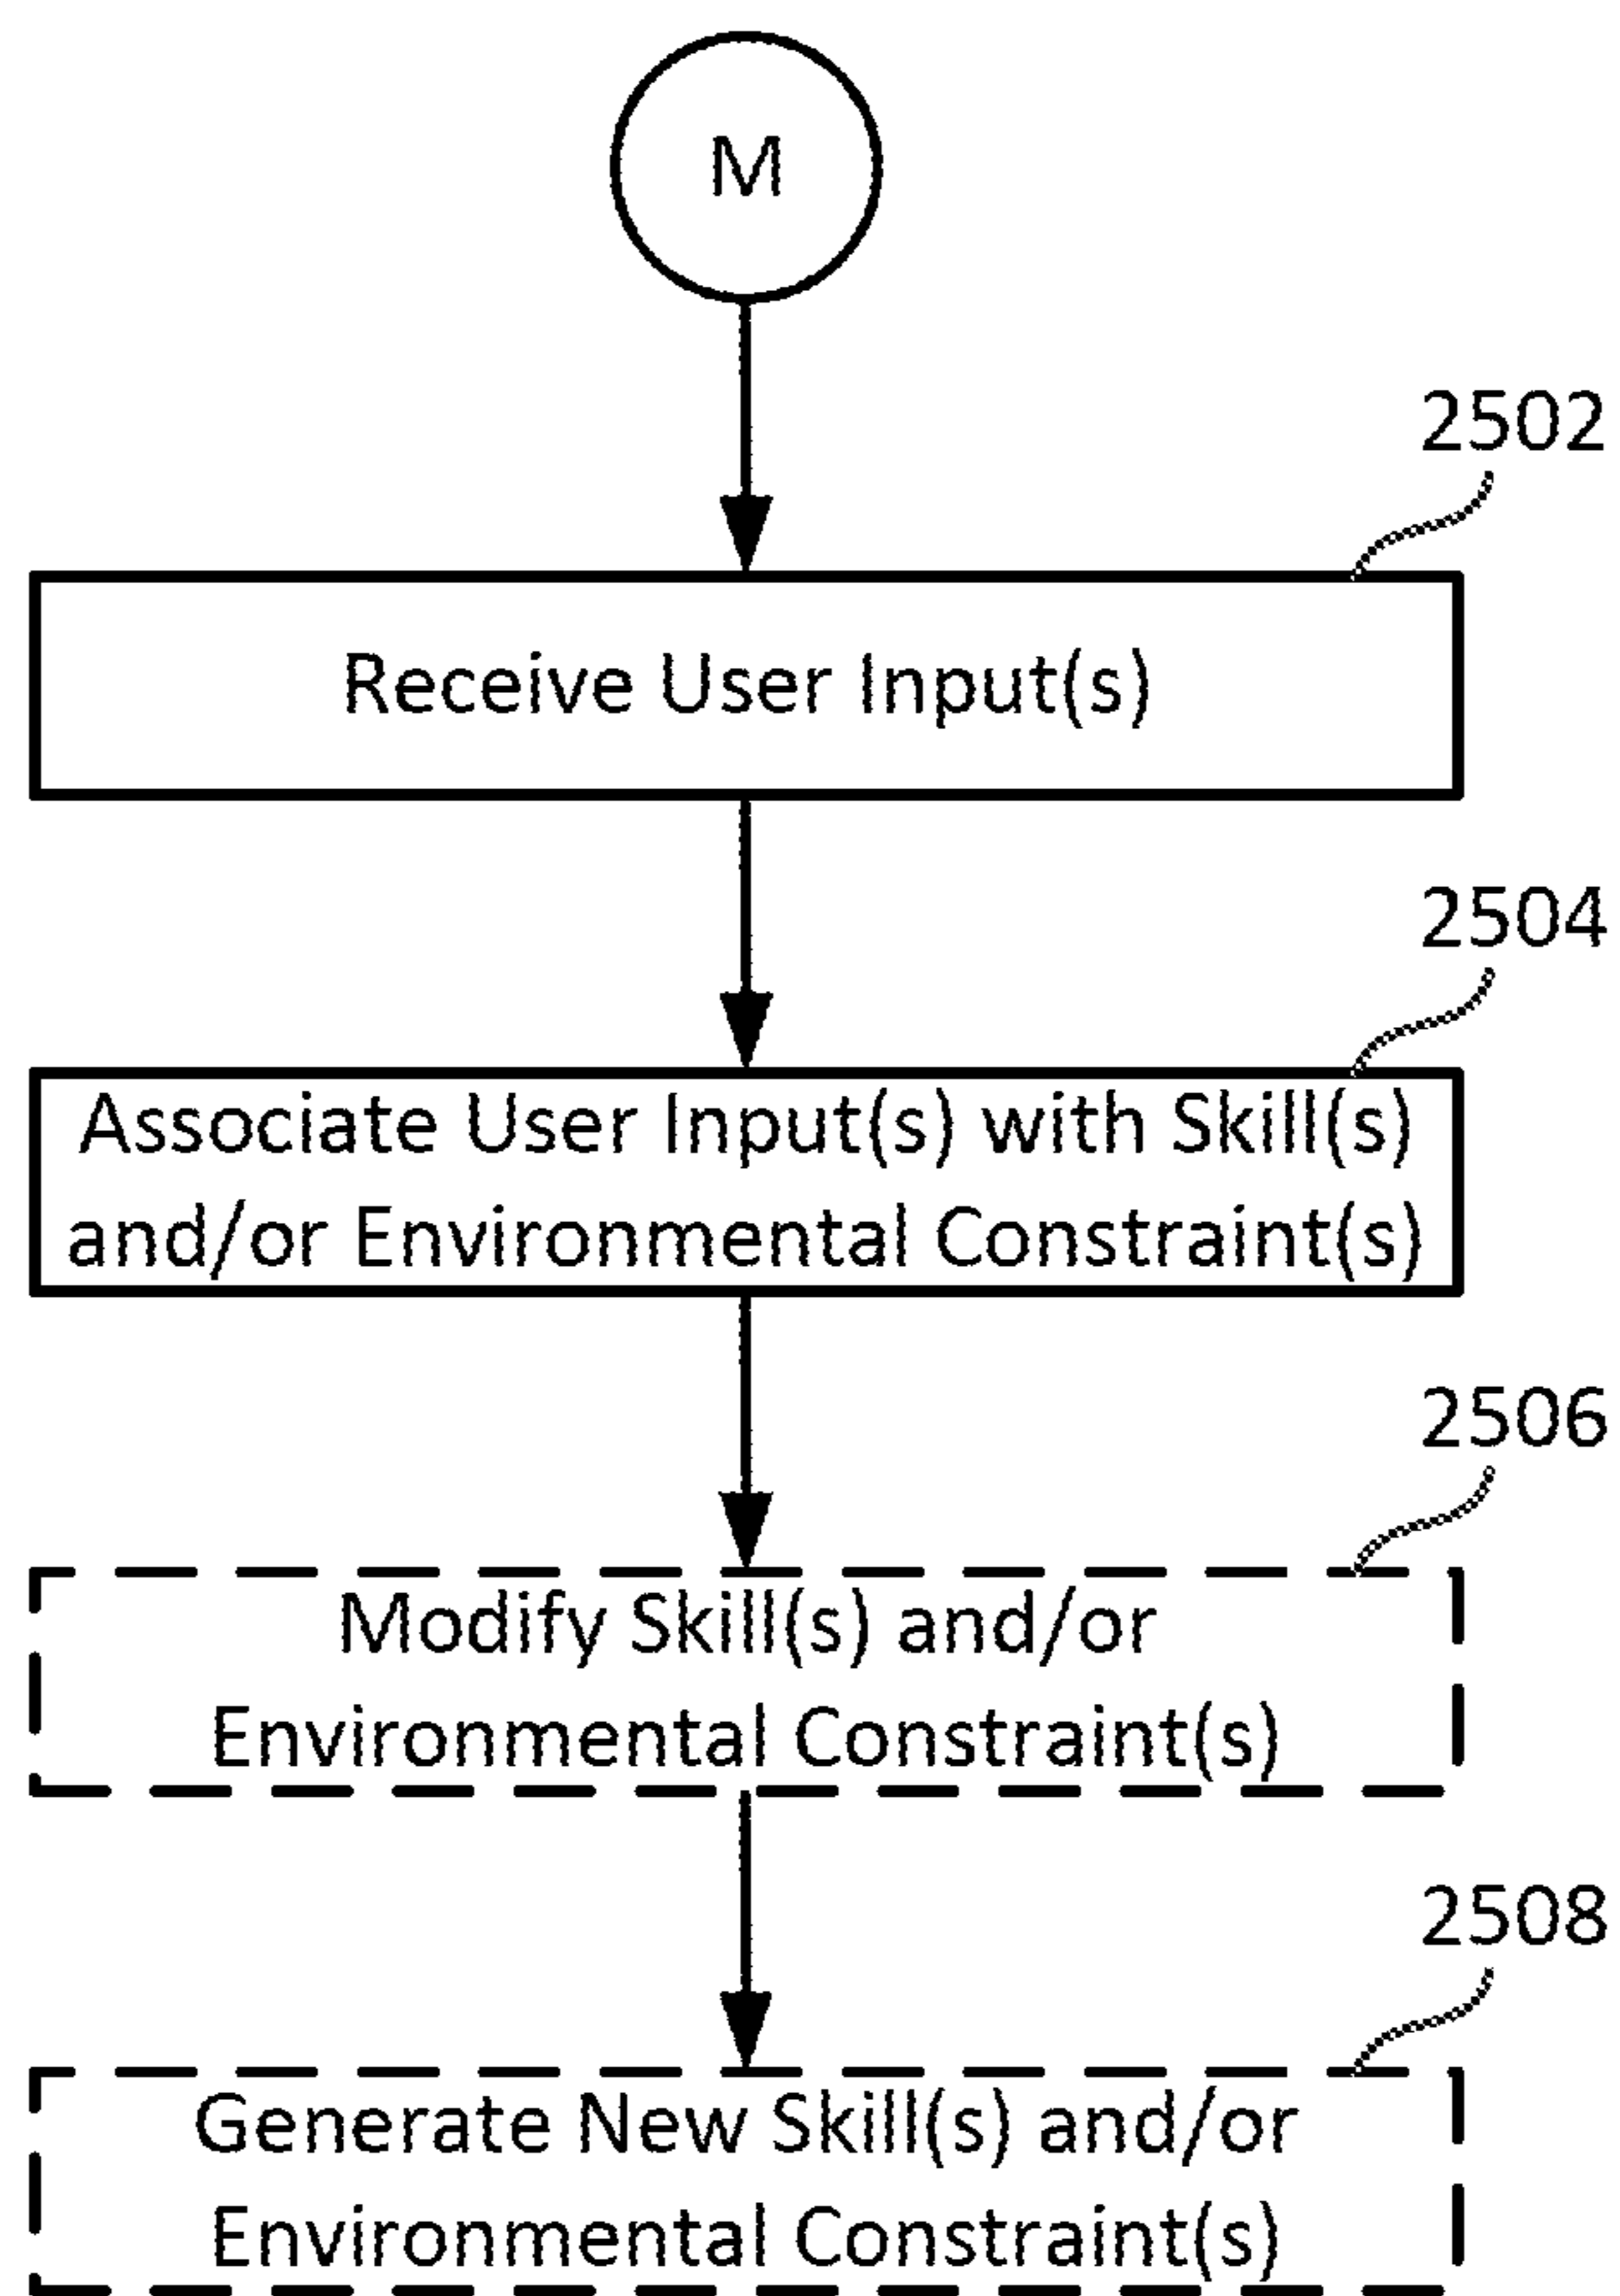 M
2502
Receive User Input(s)
2504
Associate User Input(s) with Skill(s)
and/or Environmental Constraint(s)
2506
Modify Skill(s) and/or
Environmental Constraint(s)
2508
Generate New Skill(s) and/or
Environmental Constraint(s)